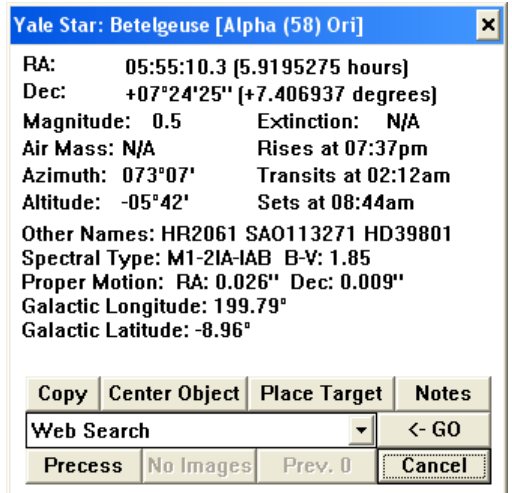 Yale Star: Betelgeuse [Alpha (58) Ori]
RA: 05:55:10.3 (5.9195275 hours)
Dec: +07°24'25" (+7.406937 degrees)
Magnitude: 0.5 Extinction: N/A
Air Mass: N/A Rises at 07:37pm
Azimuth: 073°07' Transits at 02:12am
Altitude: -05°42' Sets at 08:44am
Other Names: HR2061 SAO113271 HD39801
Spectral Type: M1-2IA-IAB B-V: 1.85
Proper Motion: RA: 0.026" Dec: 0.009"
Galactic Longitude: 199.79°
Galactic Latitude: -8.96°
Copy Center Object Place Target Notes
Web Search <- GO
Precess No Images Prev. 0 Cancel